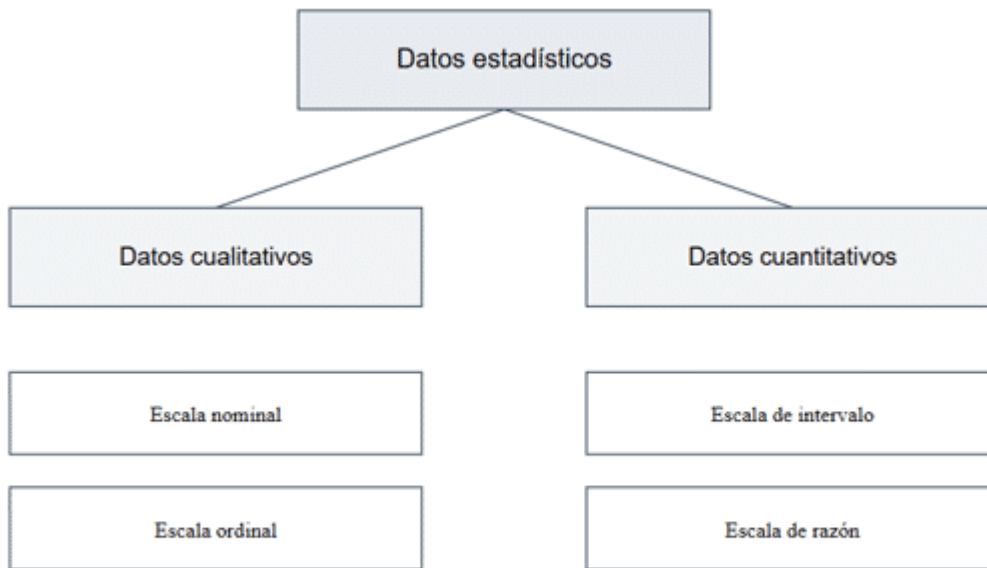 Datos estadísticos
Datos cualitativos
Datos cuantitativos
Escala nominal
Escala de intervalo
Escala ordinal
Escala de razón